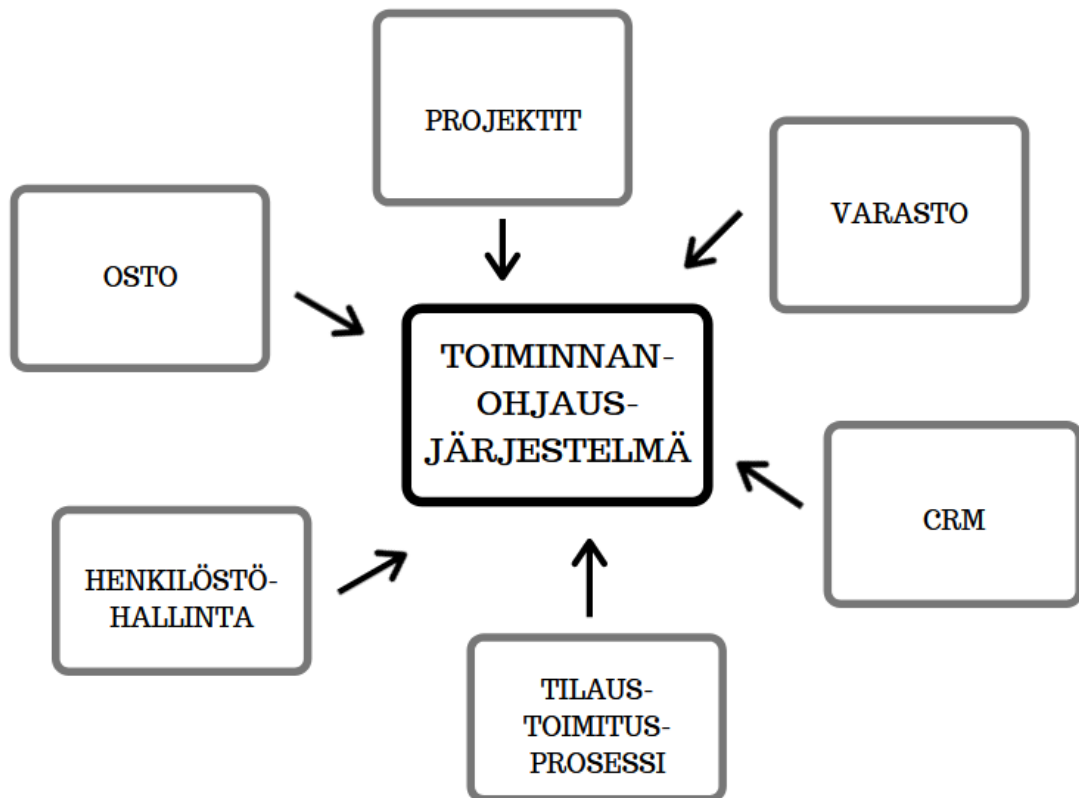 PROJEKTIT
VARASTO
OSTO
TOIMINNAN-
OHJAUS-
JÄRJESTELMÄ
CRM
HENKILÖSTÖ-
HALLINTA
TILAUS-
TOIMITUS-
PROSESSI